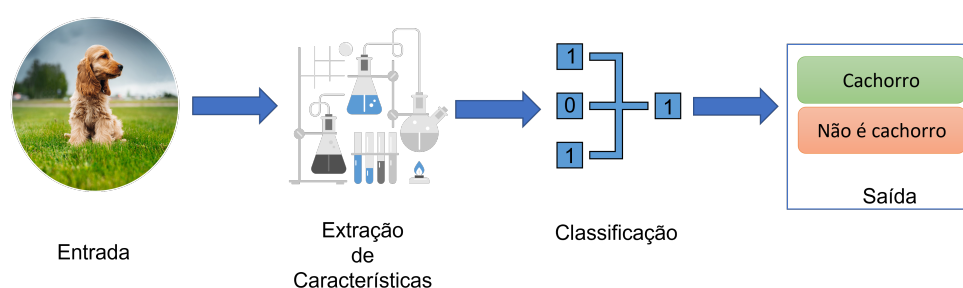 Entrada
Extração
de
Características
1
0
1
1
Classificação
Cachorro
Não é cachorro
Saída